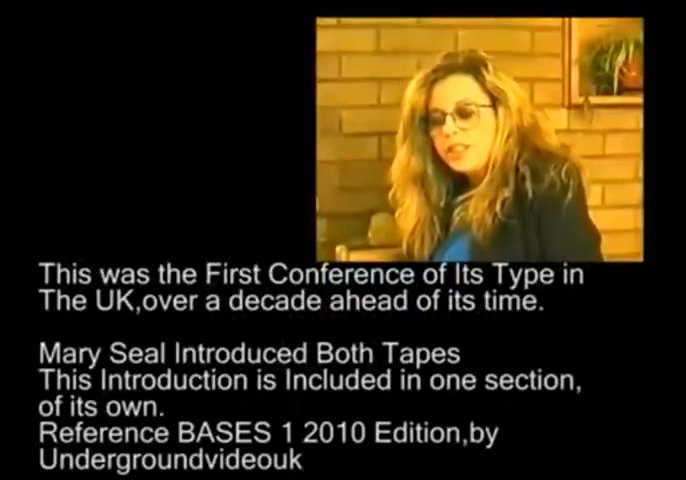 This was the First Conference of Its Type in
The UK,over a decade ahead of its time.
Mary Seal Introduced Both Tapes
This Introduction is Included in one section,
of its own.
Reference BASES 1 2010 Edition,by
Undergroundvideouk